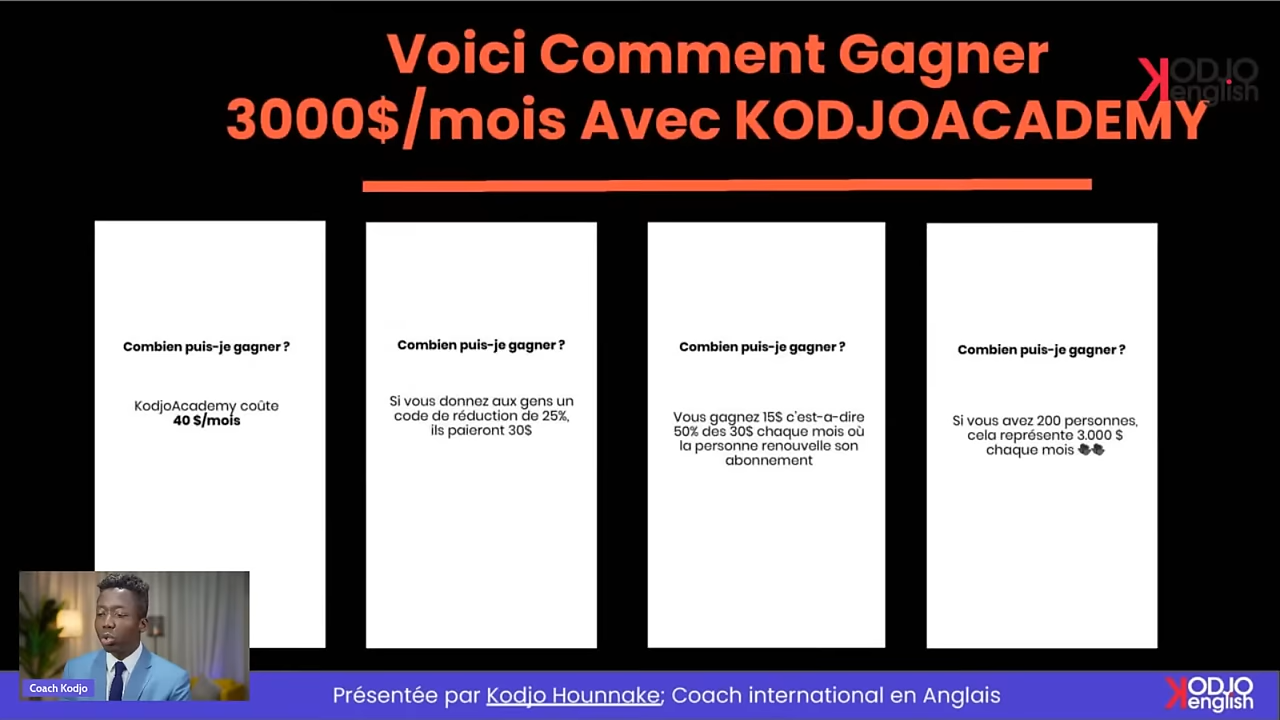 Voici Comment Gagner
3000$/mois Avec KODJOACADEMY
KODJO
english
Combien puis-je gagner ?
KodjoAcademy coûte
40 $/mois
Combien puis-je gagner ?
Si vous donnez aux gens un
code de réduction de 25%,
ils paieront 30$
Combien puis-je gagner ?
Vous gagnez 15$ c'est-a-dire
50% des 30$ chaque mois où
la personne renouvelle son
abonnement
Combien puis-je gagner ?
Si vous avez 200 personnes,
cela représente 3.000 $
chaque mois
Coach Kodjo
Présentée par Kodjo Hounnake; Coach international en Anglais
KODJO
english